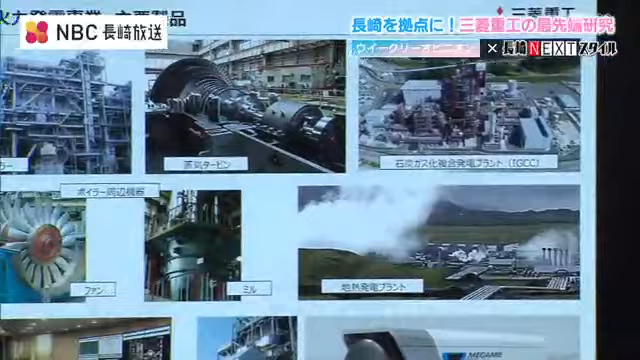 火力発電事業 主要製品
三菱重工
NBC 長崎放送
長崎を拠点に！三菱重工の最先端研究
ウイークリーオピニオン × 長崎NEXTスタイル
ラー
蒸気タービン
石炭ガス化複合発電プラント（IGCC）
ボイラー周辺機器
ファン
ミル
地熱発電プラント
MEGAMIE